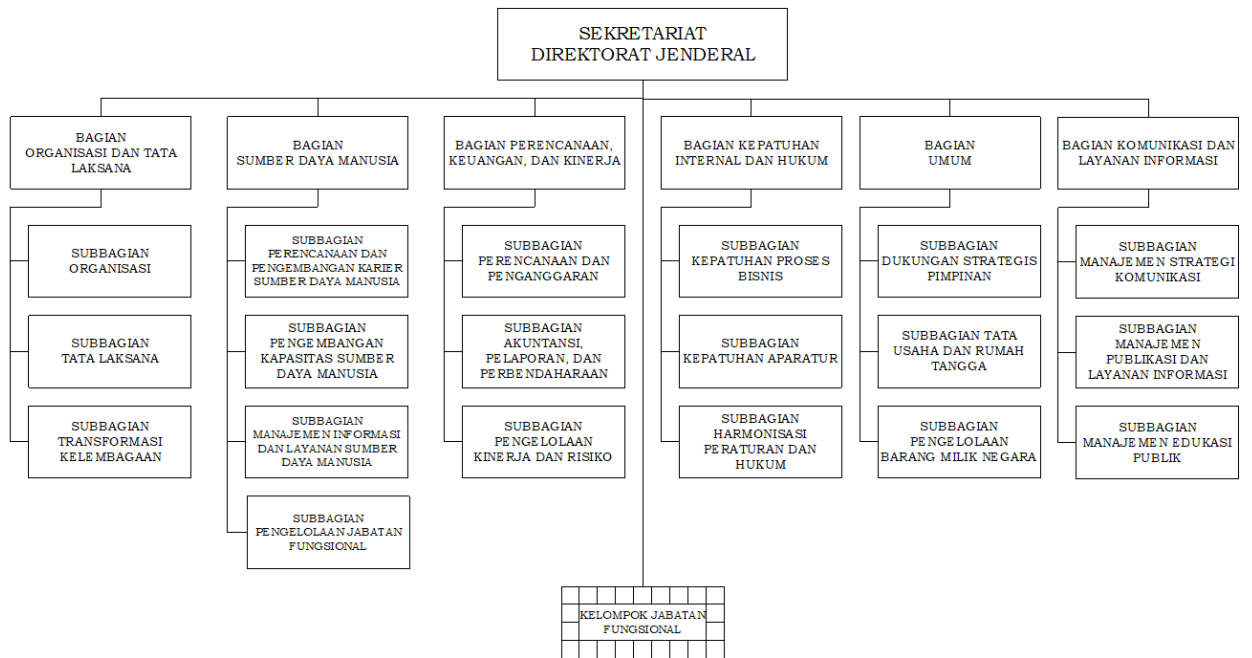 SEKRETARIAT
DIREKTORAT JENDERAL
BAGIAN
ORGANISASI DAN TATA
LAKSANA
BAGIAN
SUMBER DAYA MANUSIA
BAGIAN PERENCANAAN,
KEUANGAN, DAN KINERJA
BAGIAN KEPATUHAN
INTERNAL DAN HUKUM
BAGIAN
UMUM
BAGIAN KOMUNIKASI DAN
LAYANAN INFORMASI
SUBBAGIAN
ORGANISASI
SUBBAGIAN
PERENCANAAN DAN
PENGEMBANGAN KARIER
SUMBER DAYA MANUSIA
SUBBAGIAN
PERENCANAAN DAN
PENGANGGARAN
SUBBAGIAN
KEPATUHAN PROSES
BISNIS
SUBBAGIAN
DUKUNGAN STRATEGIS
PIMPINAN
SUBBAGIAN
MANAJEMEN STRATEGI
KOMUNIKASI
SUBBAGIAN
TATA LAKSANA
SUBBAGIAN
PENGEMBANGAN
KAPASITAS SUMBER
DAYA MANUSIA
SUBBAGIAN
AKUNTANSI,
PELAPORAN, DAN
PERBENDAHARAAN
SUBBAGIAN
KEPATUHAN APARATUR
SUBBAGIAN TATA
USAHA DAN RUMAH
TANGGA
SUBBAGIAN
MANAJEMEN
PUBLIKASI DAN
LAYANAN INFORMASI
SUBBAGIAN
TRANSFORMASI
KELEMBAGAAN
SUBBAGIAN
MANAJEMEN INFORMASI
DAN LAYANAN SUMBER
DAYA MANUSIA
SUBBAGIAN
PENGELOLAAN
KINERJA DAN RISIKO
SUBBAGIAN
HARMONISASI
PERATURAN DAN
HUKUM
SUBBAGIAN
PENGELOLAAN
BARANG MILIK NEGARA
SUBBAGIAN
MANAJEMEN EDUKASI
PUBLIK
SUBBAGIAN
PENGELOLAAN JABATAN
FUNGSIONAL
KELOMPOK JABATAN
FUNGSIONAL